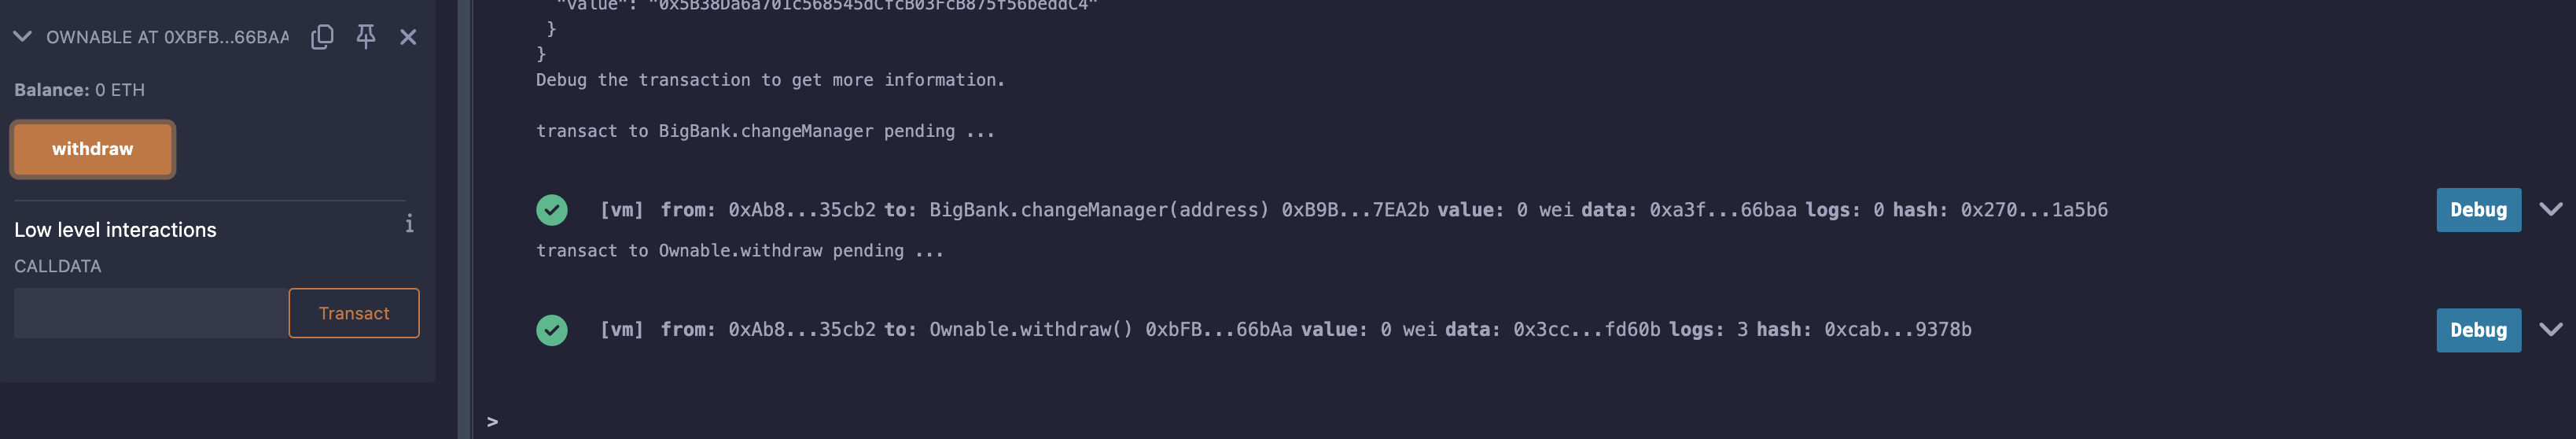 OWNABLE AT 0XBFB...66BAA
Balance: 0 ETH
withdraw
Low level interactions
i
CALLDATA
Transact
"value": "0x5B38Da6a701c568545dCfcB03FcB875f56beddC4"
}
}
Debug the transaction to get more information.
transact to BigBank.changeManager pending ...
[vm] from: 0xAb8...35cb2 to: BigBank.changeManager(address) 0xB9B...7EA2b value: 0 wei data: 0xa3f...66baa logs: 0 hash: 0x270...1a5b6
Debug
transact to Ownable.withdraw pending ...
[vm] from: 0xAb8...35cb2 to: Ownable.withdraw() 0xbFB...66bAa value: 0 wei data: 0x3cc...fd60b logs: 3 hash: 0xcab...9378b
Debug
>